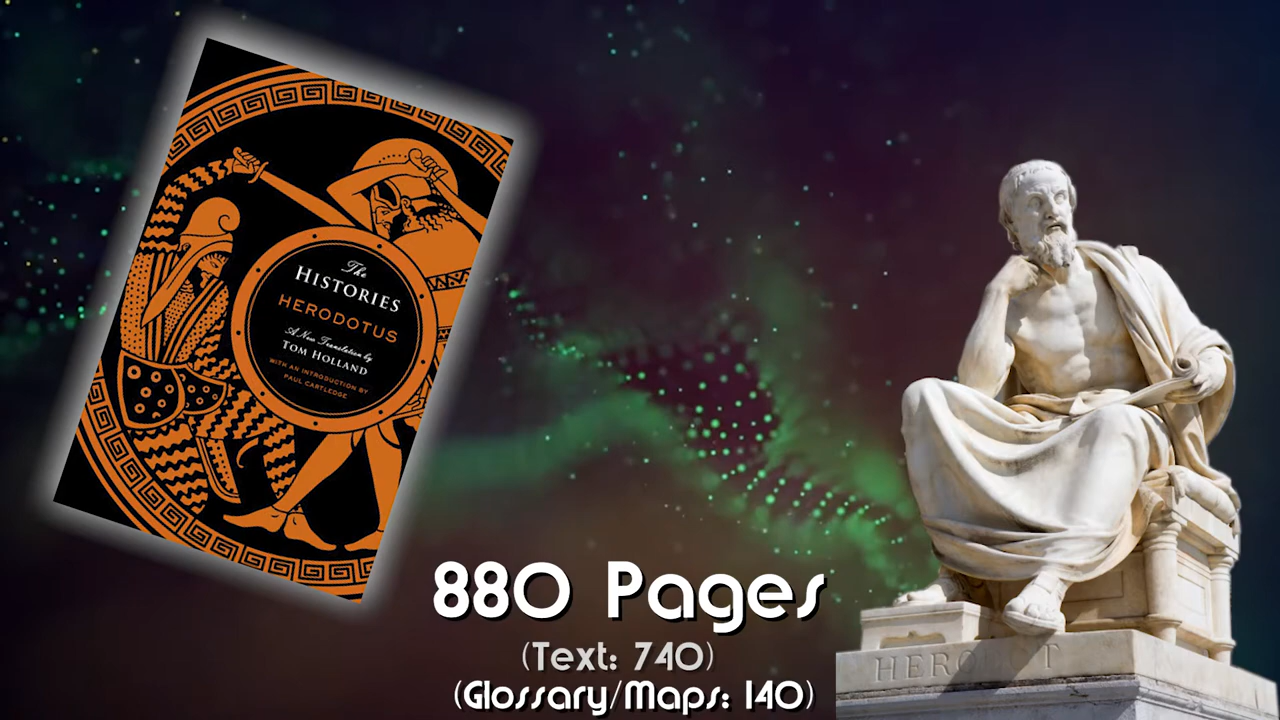 The
HISTORIES
HERODOTUS
A New Translation by
TOM HOLLAND
WITH AN INTRODUCTION BY
PAUL CARTLEDGE
880 Pages
(Text: 740)
(Glossary/Maps: 140)
HERODOT